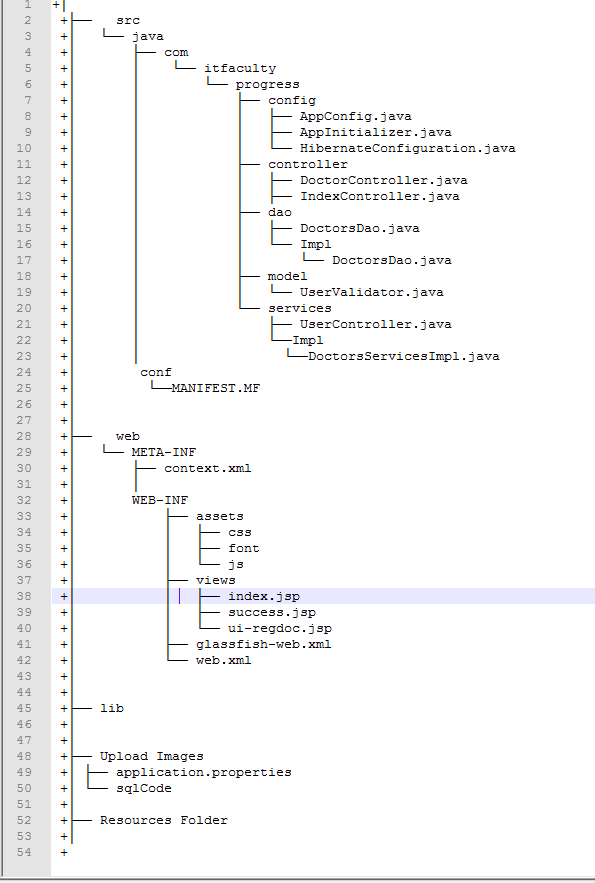 1 +
2 + ├── src
3 + └── java
4 + ├── com
5 + └── itfaculty
6 + └── progress
7 + ├── config
8 + ├── AppConfig.java
9 + ├── AppInitializer.java
10 + └── HibernateConfiguration.java
11 + ├── controller
12 + ├── DoctorController.java
13 + ├── IndexController.java
14 + ├── dao
15 + ├── DoctorsDao.java
16 + └── Impl
17 + └── DoctorsDao.java
18 + ├── model
19 + └── UserValidator.java
20 + └── services
21 + ├── UserController.java
22 + └──Impl
23 + └──DoctorsServicesImpl.java
24 + conf
25 + └──MANIFEST.MF
26 +
27 +
28 + ├── web
29 + └── META-INF
30 + ├── context.xml
31 +
32 + WEB-INF
33 + ├── assets
34 + ├── css
35 + ├── font
36 + └── js
37 + ├── views
38 + ├── index.jsp
39 + ├── success.jsp
40 + └── ui-regdoc.jsp
41 + ├── glassfish-web.xml
42 + └── web.xml
43 +
44 +
45 + ├── lib
46 +
47 +
48 + ├── Upload Images
49 + ├── application.properties
50 + └── sqlCode
51 +
52 + ├── Resources Folder
53 +
54 +